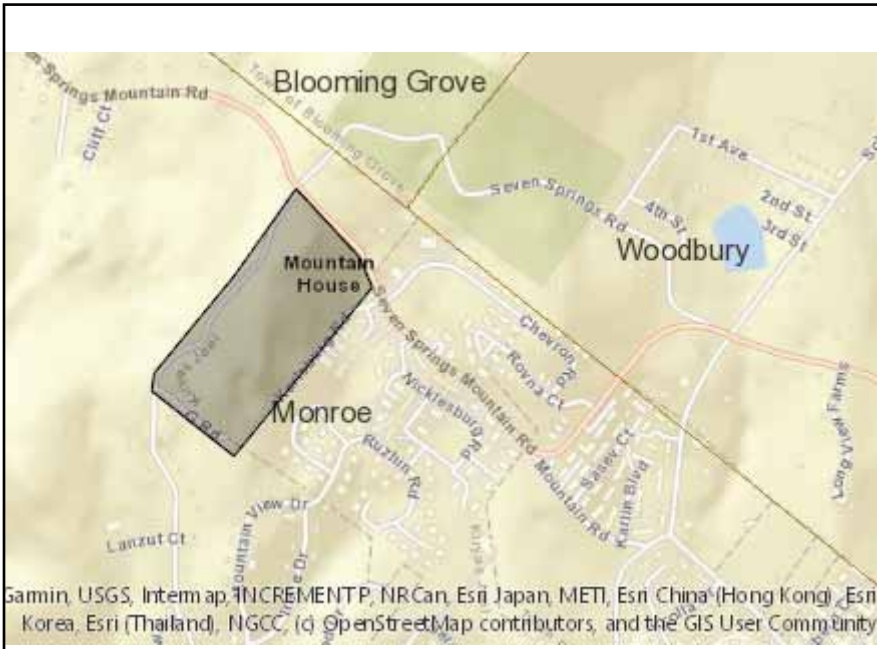 Blooming Grove
Springs Mountain Rd
Town of Blooming Grove
Cliff Ct
1st Ave
2nd St
3rd St
4th St
Seven Springs Rd
Woodbury
Mountain
House
Seven Springs Mountain Rd
Chevron Rd
Rovna Ct
Nicklesburg Rd
Monroe
Ruzhin Rd
Mountain Rd
Sasev Ct
Karlin Blvd
Long View Farms
Mountain View Dr
Lanzut Ct
Garmin, USGS, Intermap, INCREMENT P, NRCan, Esri Japan, METI, Esri China (Hong Kong), Esri
Korea, Esri (Thailand), NGCC, (c) OpenStreetMap contributors, and the GIS User Community